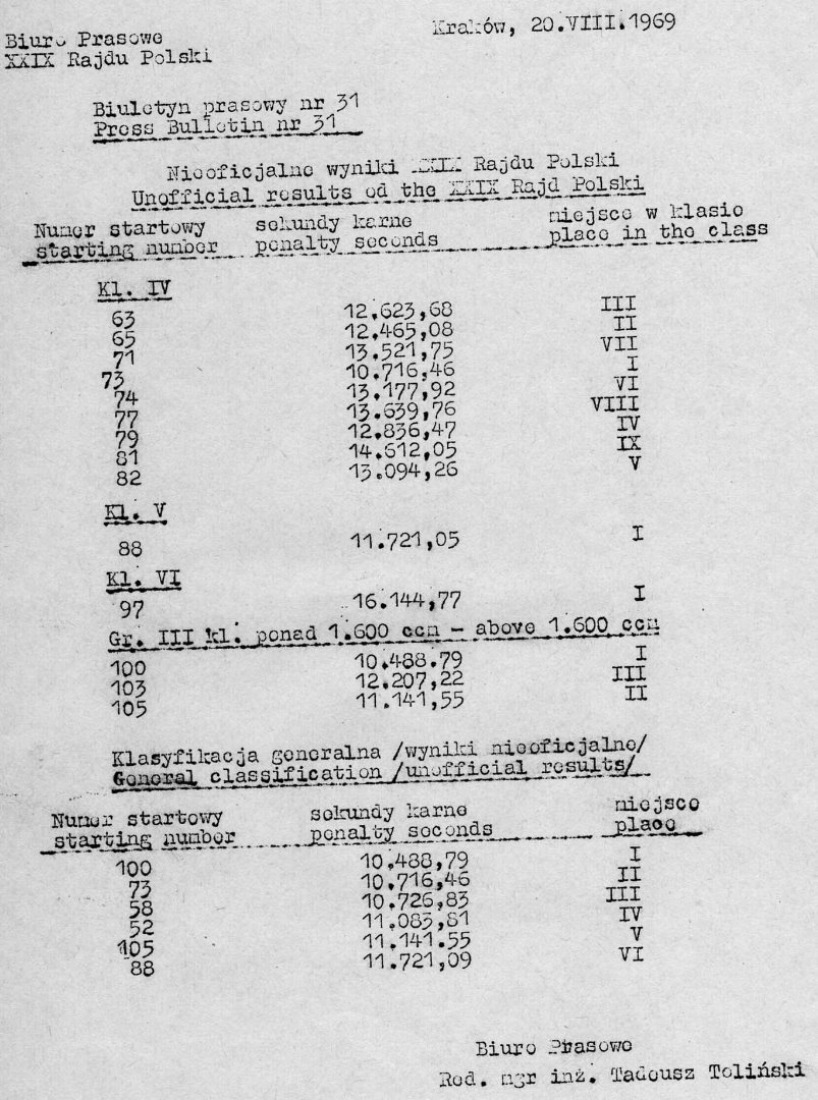 Kraków, 20.VIII.1969
Biuro Prasowe
XXIX Rajdu Polski
Biuletyn prasowy nr 31
Press Bulletin nr 31
Nieoficjalne wyniki XXIX Rajdu Polski
Unofficial results od the XXIX Rajd Polski
Numer startowy sekundy karne miejsce w klasie
starting number penalty seconds place in the class
Kl. IV
63 12.623,68 III
65 12.465,08 II
71 13.521,75 VII
73 10.716,46 I
74 13.177,92 VI
77 13.639,76 VIII
79 12.836,47 IV
81 14.612,05 IX
82 13.094,26 V
Kl. V
88 11.721,05 I
Kl. VI
97 16.144,77 I
Gr. III kl. ponad 1.600 ccm - above 1.600 ccm
100 10.488.79 I
103 12.207,22 III
105 11.141,55 II
Klasyfikacja generalna /wyniki nieoficjalne/
General classification /unofficial results/
Numer startowy sekundy karne miejsce
starting number penalty seconds place
100 10.488,79 I
73 10.716,46 II
58 10.726,83 III
52 11.083,81 IV
105 11.141.55 V
88 11.721,09 VI
Biuro Prasowe
Red. mgr inż. Tadeusz Toliński